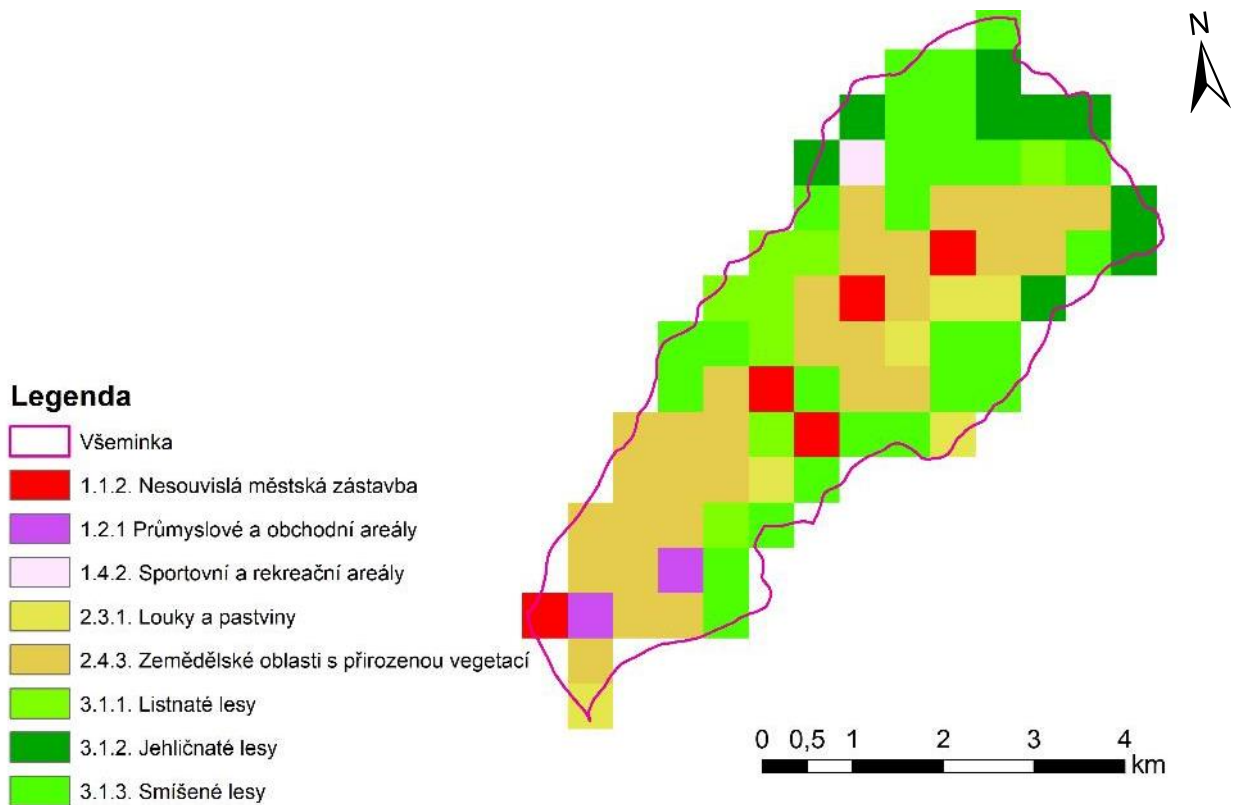 N
Legenda
Všeminka
1.1.2. Nesouvislá městská zástavba
1.2.1 Průmyslové a obchodní areály
1.4.2. Sportovní a rekreační areály
2.3.1. Louky a pastviny
2.4.3. Zemědělské oblasti s přirozenou vegetací
3.1.1. Listnaté lesy
3.1.2. Jehličnaté lesy
3.1.3. Smíšené lesy
0 0,5 1 2 3 4
km